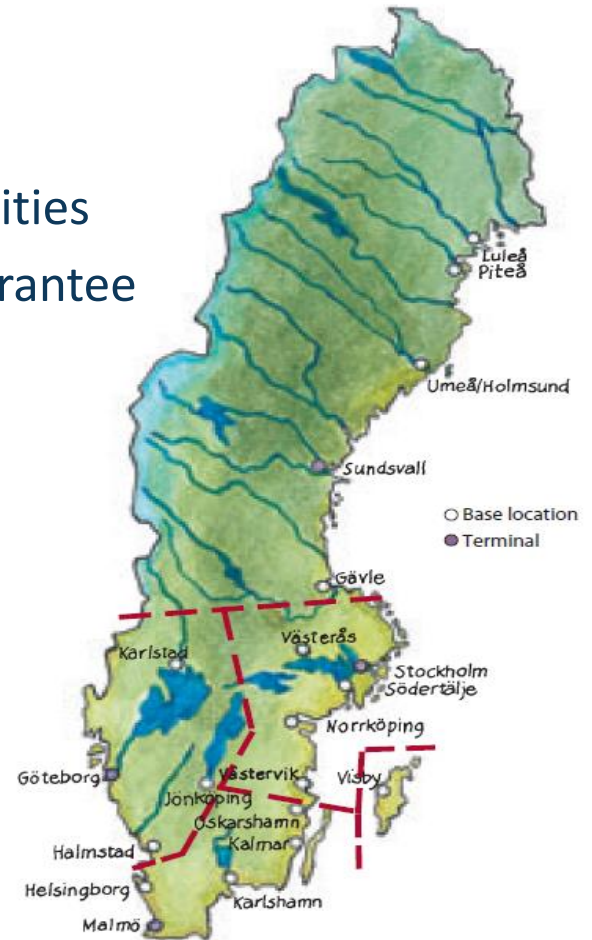 ities
rantee
Luleå
Piteå
Umeå/Holmsund
Sundsvall
Base location
Terminal
Gävle
Västerås
Karlstad
Stockholm
Södertälje
Norrköping
Göteborg
Västervik
Visby
Jönköping
Oskarshamn
Kalmar
Halmstad
Helsingborg
Karlshamn
Malmö